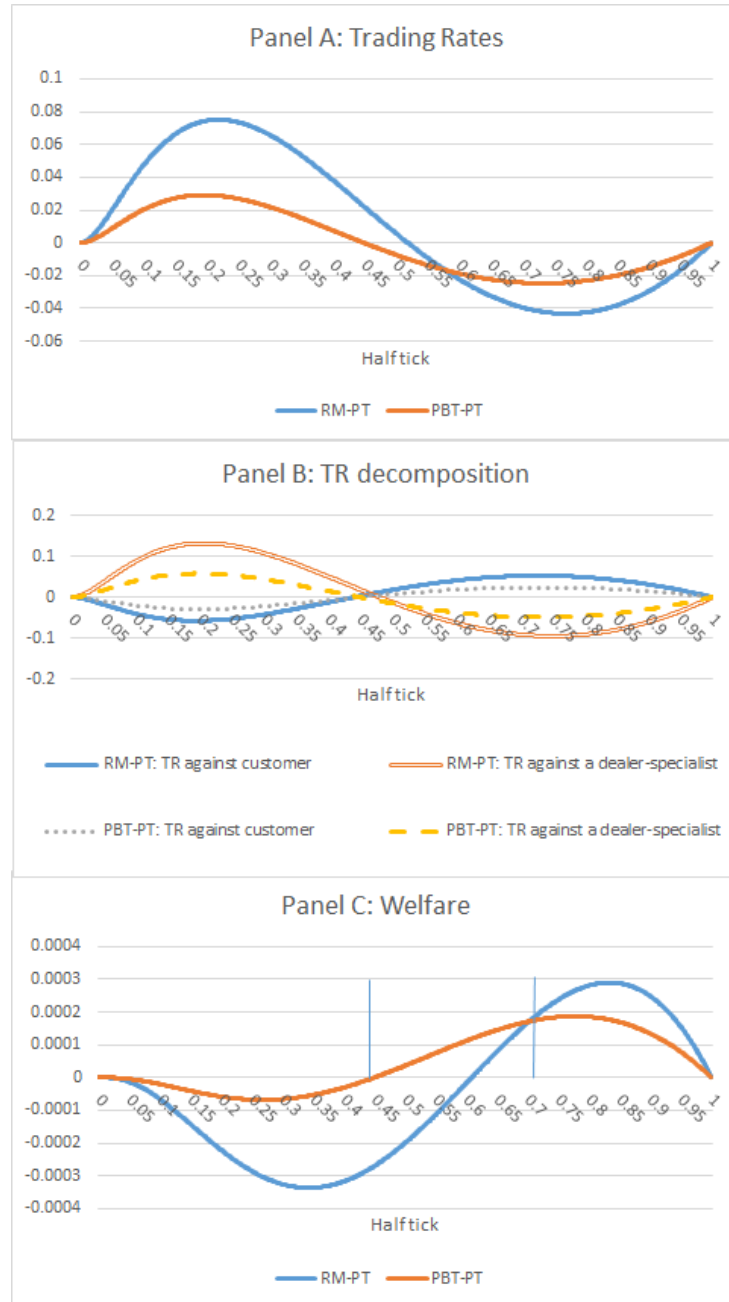 Panel A: Trading Rates
0.1
0.08
0.06
0.04
0.02
0
-0.02
-0.04
-0.06
0 0.05 0.1 0.15 0.2 0.25 0.3 0.35 0.4 0.45 0.5 0.55 0.6 0.65 0.7 0.75 0.8 0.85 0.9 0.95 1
Half tick
RM-PT PBT-PT
Panel B: TR decomposition
0.2
0.1
0
-0.1
-0.2
0 0.05 0.1 0.15 0.2 0.25 0.3 0.35 0.4 0.45 0.5 0.55 0.6 0.65 0.7 0.75 0.8 0.85 0.9 0.95 1
Half tick
RM-PT: TR against customer RM-PT: TR against a dealer-specialist
PBT-PT: TR against customer PBT-PT: TR against a dealer-specialist
Panel C: Welfare
0.0004
0.0003
0.0002
0.0001
0
-0.0001
-0.0002
-0.0003
-0.0004
0 0.05 0.1 0.15 0.2 0.25 0.3 0.35 0.4 0.45 0.5 0.55 0.6 0.65 0.7 0.75 0.8 0.85 0.9 0.95 1
Half tick
RM-PT PBT-PT